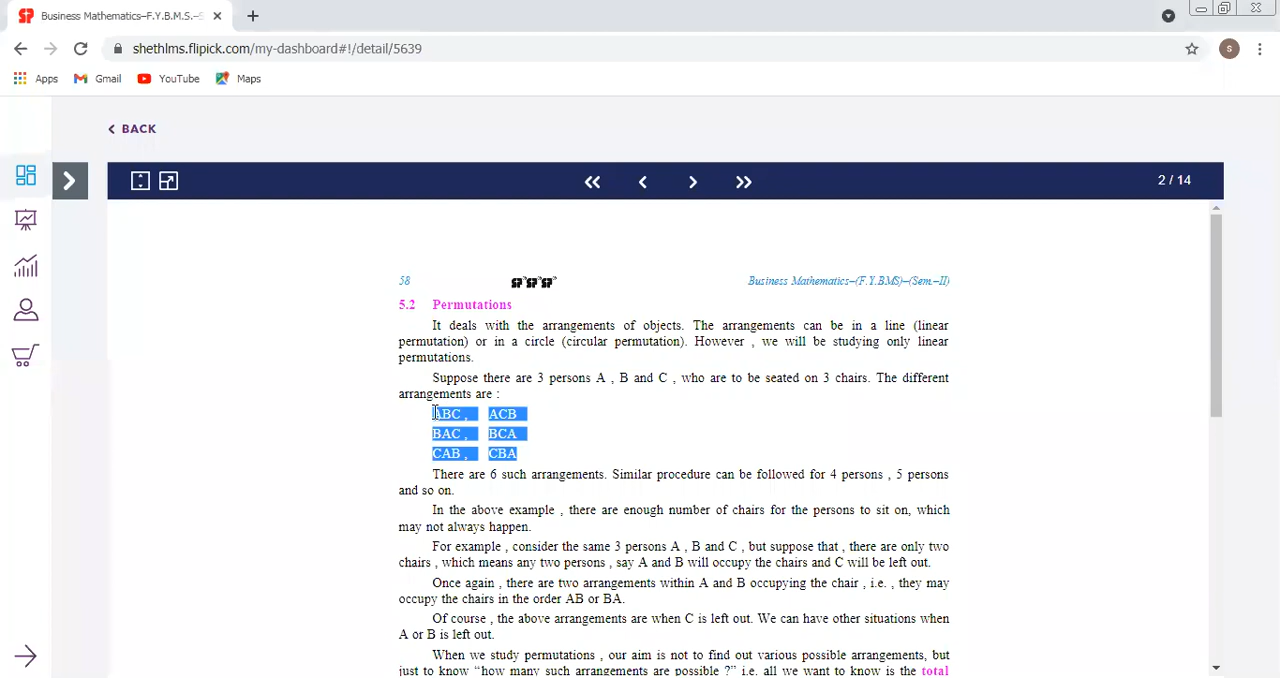 Business Mathematics–F.Y.B.M.S.–S
shethlms.flipick.com/my-dashboard#!/detail/5639
S
Apps Gmail YouTube Maps
BACK
2 / 14
58 Business Mathematics–(F.Y.BMS)–(Sem.–II)
5.2 Permutations
It deals with the arrangements of objects. The arrangements can be in a line (linear
permutation) or in a circle (circular permutation). However , we will be studying only linear
permutations.
Suppose there are 3 persons A , B and C , who are to be seated on 3 chairs. The different
arrangements are :
ABC , ACB
BAC , BCA
CAB , CBA
There are 6 such arrangements. Similar procedure can be followed for 4 persons , 5 persons
and so on.
In the above example , there are enough number of chairs for the persons to sit on, which
may not always happen.
For example , consider the same 3 persons A , B and C , but suppose that , there are only two
chairs , which means any two persons , say A and B will occupy the chairs and C will be left out.
Once again , there are two arrangements within A and B occupying the chair , i.e. , they may
occupy the chairs in the order AB or BA.
Of course , the above arrangements are when C is left out. We can have other situations when
A or B is left out.
When we study permutations , our aim is not to find out various possible arrangements, but
just to know “how many such arrangements are possible ?” i.e. all we want to know is the total